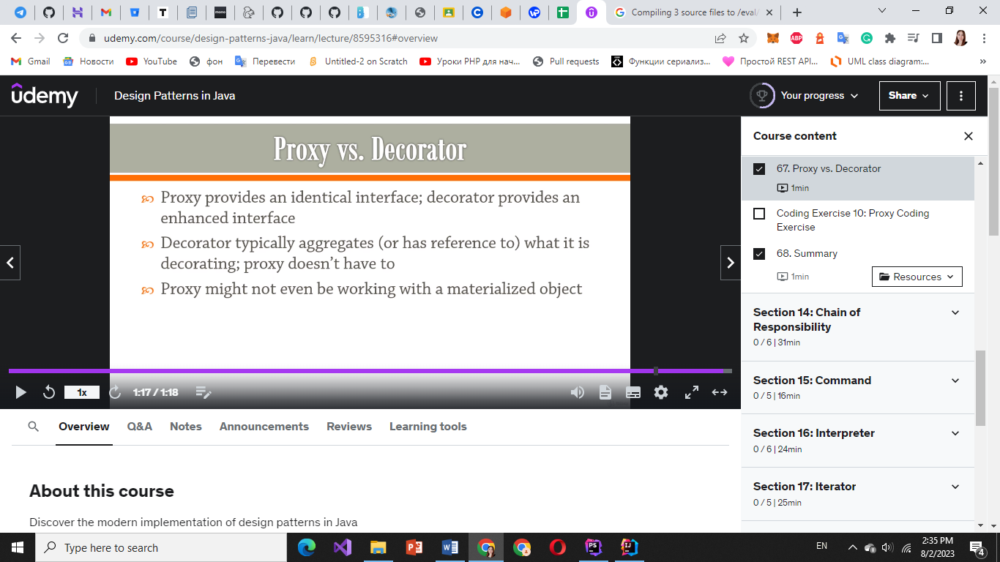 Compiling 3 source files to /eval/
udemy.com/course/design-patterns-java/learn/lecture/8595316#overview
Gmail Новости YouTube фон Перевести Untitled-2 on Scratch Уроки PHP для нач... Pull requests Функции сериализ... Простой REST API... UML class diagram:... »
udemy Design Patterns in Java Your progress Share
Proxy vs. Decorator
Proxy provides an identical interface; decorator provides an
enhanced interface
Decorator typically aggregates (or has reference to) what it is
decorating; proxy doesn't have to
Proxy might not even be working with a materialized object
1x 1:17 / 1:18
Course content
67. Proxy vs. Decorator
1min
Coding Exercise 10: Proxy Coding
Exercise
68. Summary
1min Resources
Section 14: Chain of
Responsibility
0 / 6 | 31min
Section 15: Command
0 / 5 | 16min
Section 16: Interpreter
0 / 6 | 24min
Section 17: Iterator
0 / 5 | 25min
Overview Q&A Notes Announcements Reviews Learning tools
About this course
Discover the modern implementation of design patterns in Java
Type here to search
EN
2:35 PM
8/2/2023
4